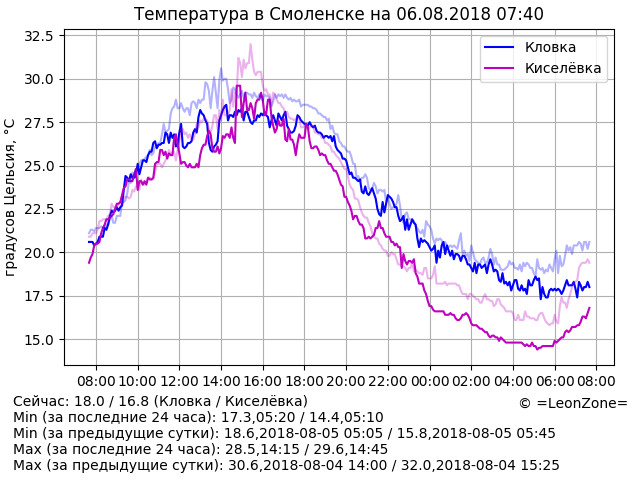 Температура в Смоленске на 06.08.2018 07:40
Кловка
Киселёвка
градусов Цельсия, °C
32.5
30.0
27.5
25.0
22.5
20.0
17.5
15.0
08:00 10:00 12:00 14:00 16:00 18:00 20:00 22:00 00:00 02:00 04:00 06:00 08:00
Сейчас: 18.0 / 16.8 (Кловка / Киселёвка)
© =LeonZone=
Min (за последние 24 часа): 17.3,05:20 / 14.4,05:10
Min (за предыдущие сутки): 18.6,2018-08-05 05:05 / 15.8,2018-08-05 05:45
Max (за последние 24 часа): 28.5,14:15 / 29.6,14:45
Max (за предыдущие сутки): 30.6,2018-08-04 14:00 / 32.0,2018-08-04 15:25